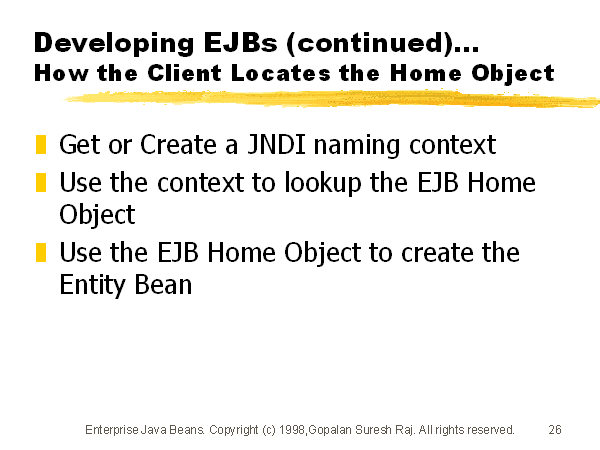 Developing EJBs (continued)...
How the Client Locates the Home Object
Get or Create a JNDI naming context
Use the context to lookup the EJB Home
Object
Use the EJB Home Object to create the
Entity Bean
Enterprise Java Beans. Copyright (c) 1998,Gopalan Suresh Raj. All rights reserved. 26